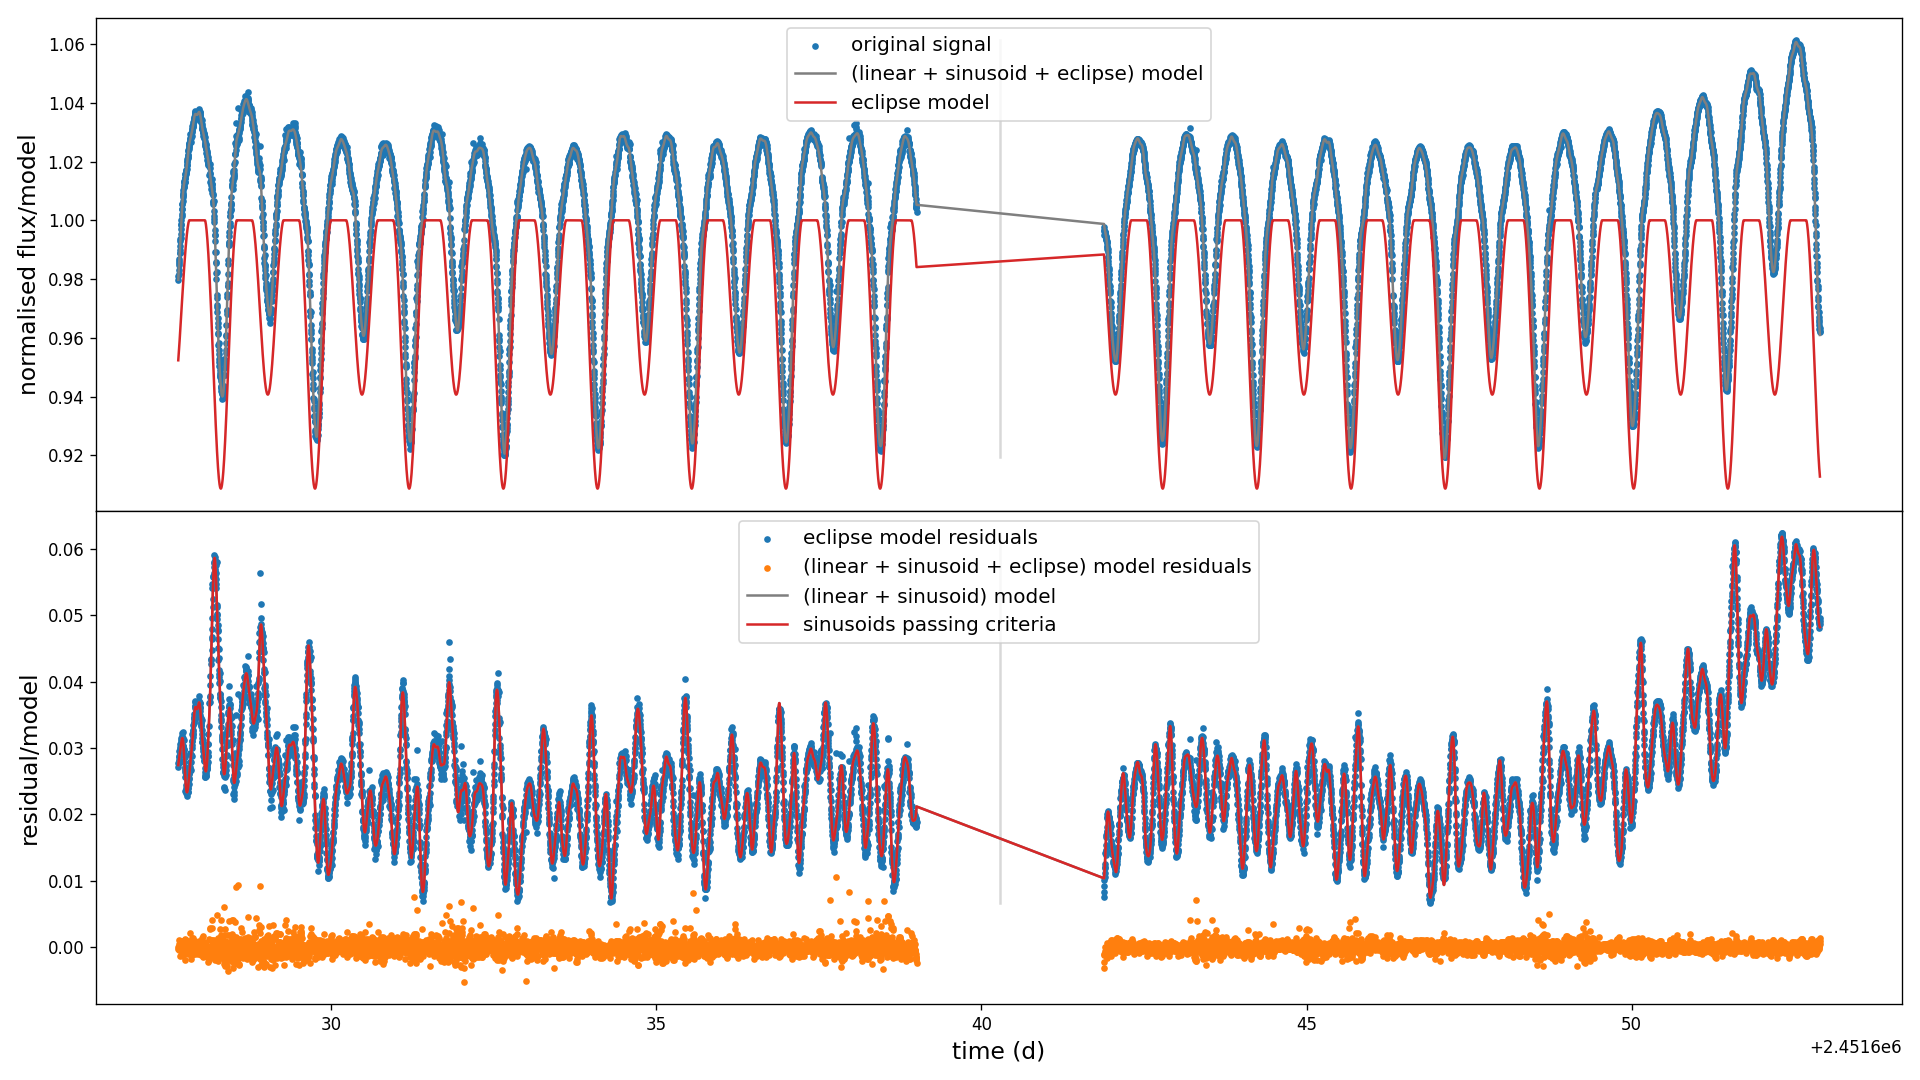 original signal
(linear + sinusoid + eclipse) model
eclipse model
normalised flux/model
1.06
1.04
1.02
1.00
0.98
0.96
0.94
0.92
eclipse model residuals
(linear + sinusoid + eclipse) model residuals
(linear + sinusoid) model
sinusoids passing criteria
residual/model
0.06
0.05
0.04
0.03
0.02
0.01
0.00
30
35
40
45
50
time (d)
+2.4516e6